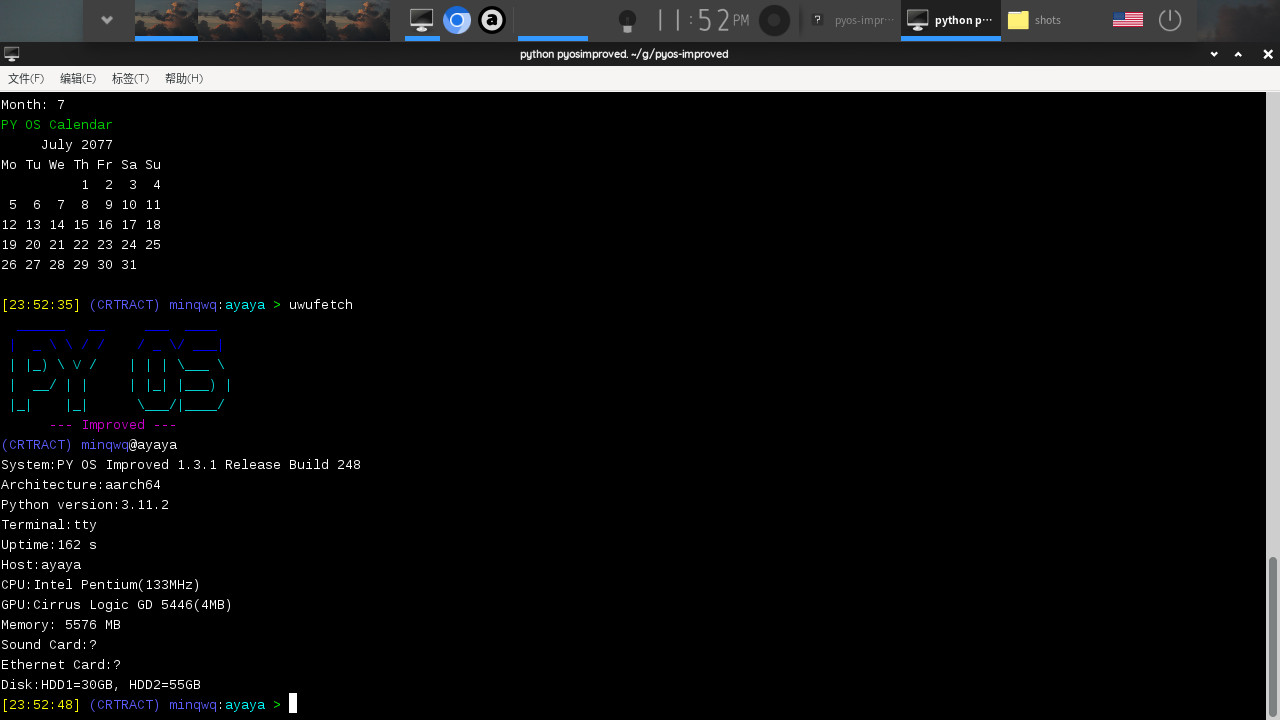 11:52PM
pyos-impr…
python p…
shots
python pyosimproved. ~/g/pyos-improved
文件(F) 编辑(E) 标签(T) 帮助(H)
Month: 7
PY OS Calendar
     July 2077
Mo Tu We Th Fr Sa Su
          1  2  3  4
 5  6  7  8  9 10 11
12 13 14 15 16 17 18
19 20 21 22 23 24 25
26 27 28 29 30 31
[23:52:35] (CRTRACT) minqwq:ayaya > uwufetch
PY OS
--- Improved ---
(CRTRACT) minqwq@ayaya
System:PY OS Improved 1.3.1 Release Build 248
Architecture:aarch64
Python version:3.11.2
Terminal:tty
Uptime:162 s
Host:ayaya
CPU:Intel Pentium(133MHz)
GPU:Cirrus Logic GD 5446(4MB)
Memory: 5576 MB
Sound Card:?
Ethernet Card:?
Disk:HDD1=30GB, HDD2=55GB
[23:52:48] (CRTRACT) minqwq:ayaya >